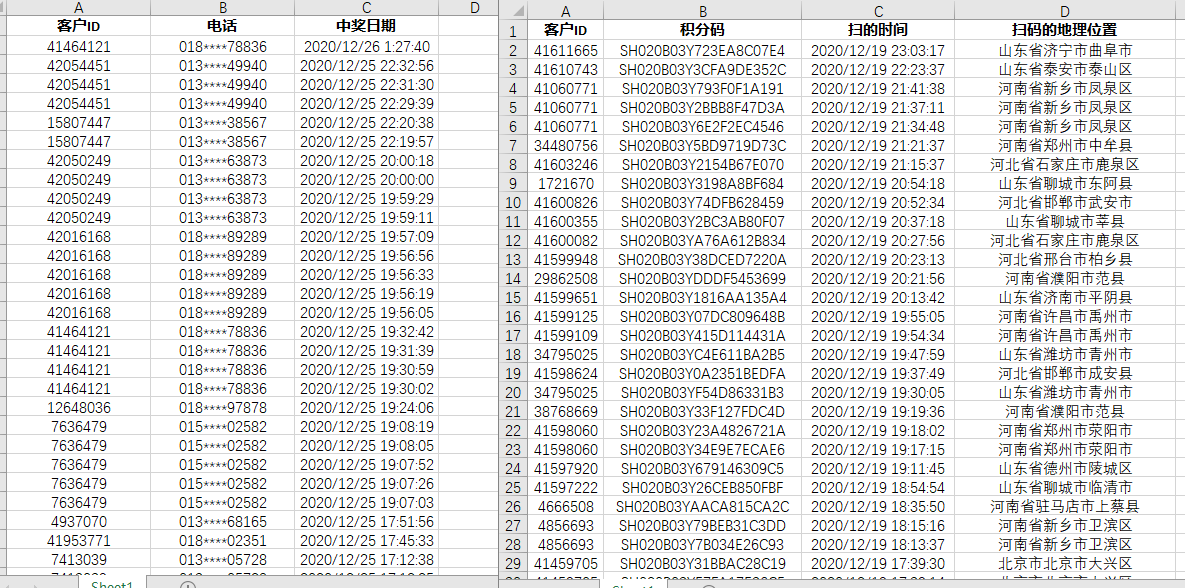 A B C D
客户ID 电话 中奖日期
41464121 018****78836 2020/12/26 1:27:40
42054451 013****49940 2020/12/25 22:32:56
42054451 013****49940 2020/12/25 22:31:30
42054451 013****49940 2020/12/25 22:29:39
15807447 013****38567 2020/12/25 22:20:38
15807447 013****38567 2020/12/25 22:19:57
42050249 013****63873 2020/12/25 20:00:18
42050249 013****63873 2020/12/25 20:00:00
42050249 013****63873 2020/12/25 19:59:29
42050249 013****63873 2020/12/25 19:59:11
42016168 018****89289 2020/12/25 19:57:09
42016168 018****89289 2020/12/25 19:56:56
42016168 018****89289 2020/12/25 19:56:33
42016168 018****89289 2020/12/25 19:56:19
42016168 018****89289 2020/12/25 19:56:05
41464121 018****78836 2020/12/25 19:32:42
41464121 018****78836 2020/12/25 19:31:39
41464121 018****78836 2020/12/25 19:30:59
41464121 018****78836 2020/12/25 19:30:02
12648036 018****97878 2020/12/25 19:24:06
7636479 015****02582 2020/12/25 19:08:19
7636479 015****02582 2020/12/25 19:08:05
7636479 015****02582 2020/12/25 19:07:52
7636479 015****02582 2020/12/25 19:07:26
7636479 015****02582 2020/12/25 19:07:03
4937070 013****68165 2020/12/25 17:51:56
41953771 018****02351 2020/12/25 17:45:33
7413039 013****05728 2020/12/25 17:12:38
Sheet1
A B C D
1 客户ID 积分码 扫的时间 扫码的地理位置
2 41611665 SH020B03Y723EA8C07E4 2020/12/19 23:03:17 山东省济宁市曲阜市
3 41610743 SH020B03Y3CFA9DE352C 2020/12/19 22:23:37 山东省泰安市泰山区
4 41060771 SH020B03Y793F0F1A191 2020/12/19 21:41:38 河南省新乡市凤泉区
5 41060771 SH020B03Y2BBB8F47D3A 2020/12/19 21:37:11 河南省新乡市凤泉区
6 41060771 SH020B03Y6E2F2EC4546 2020/12/19 21:34:48 河南省新乡市凤泉区
7 34480756 SH020B03Y5BD9719D73C 2020/12/19 21:21:37 河南省郑州市中牟县
8 41603246 SH020B03Y2154B67E070 2020/12/19 21:15:37 河北省石家庄市鹿泉区
9 1721670 SH020B03Y3198A8BF684 2020/12/19 20:54:18 山东省聊城市东阿县
10 41600826 SH020B03Y74DFB628459 2020/12/19 20:52:34 河北省邯郸市武安市
11 41600355 SH020B03Y2BC3AB80F07 2020/12/19 20:37:18 山东省聊城市莘县
12 41600082 SH020B03YA76A612B834 2020/12/19 20:27:56 河北省石家庄市鹿泉区
13 41599948 SH020B03Y38DCED7220A 2020/12/19 20:23:13 河北省邢台市柏乡县
14 29862508 SH020B03YDDDF5453699 2020/12/19 20:21:56 河南省濮阳市范县
15 41599651 SH020B03Y1816AA135A4 2020/12/19 20:13:42 山东省济南市平阴县
16 41599125 SH020B03Y07DC809648B 2020/12/19 19:55:05 河南省许昌市禹州市
17 41599109 SH020B03Y415D114431A 2020/12/19 19:54:34 河南省许昌市禹州市
18 34795025 SH020B03YC4E611BA2B5 2020/12/19 19:47:59 山东省潍坊市青州市
19 41598624 SH020B03Y0A2351BEDFA 2020/12/19 19:37:49 河北省邯郸市成安县
20 34795025 SH020B03YF54D86331B3 2020/12/19 19:30:05 山东省潍坊市青州市
21 38768669 SH020B03Y33F127FDC4D 2020/12/19 19:19:36 河南省濮阳市范县
22 41598060 SH020B03Y23A4826721A 2020/12/19 19:18:02 河南省郑州市荥阳市
23 41598060 SH020B03Y34E9E7ECAE6 2020/12/19 19:17:15 河南省郑州市荥阳市
24 41597920 SH020B03Y679146309C5 2020/12/19 19:11:45 山东省德州市陵城区
25 41597222 SH020B03Y26CEB850FBF 2020/12/19 18:54:54 山东省聊城市临清市
26 4666508 SH020B03YAACA815CA2C 2020/12/19 18:35:50 河南省驻马店市上蔡县
27 4856693 SH020B03Y79BEB31C3DD 2020/12/19 18:15:16 河南省新乡市卫滨区
28 4856693 SH020B03Y7B034E26C93 2020/12/19 18:13:37 河南省新乡市卫滨区
29 41459705 SH020B03Y31BBAC28C19 2020/12/19 17:39:30 北京市北京市大兴区